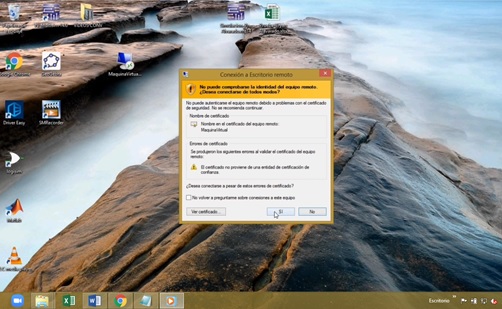 Conexión a Escritorio remoto
No puede comprobarse la identidad del equipo remoto.
¿Desea conectarse de todos modos?
No puede autenticarse el equipo remoto debido a problemas con el certificado
de seguridad. No se recomienda continuar.
Nombre de certificado
Nombre en el certificado del equipo remoto:
MaquinaVirtual
Errores de certificado
Se produjeron los siguientes errores al validar el certificado del equipo
remoto:
El certificado no proviene de una entidad de certificación de
confianza.
¿Desea conectarse a pesar de estos errores de certificado?
No volver a preguntarme sobre conexiones a este equipo
Ver certificado...
Sí
No
Google Chrome
GeoGebra
MaquinaVirtu...
Driver Easy
SMRecorder
Matlab
Escritorio